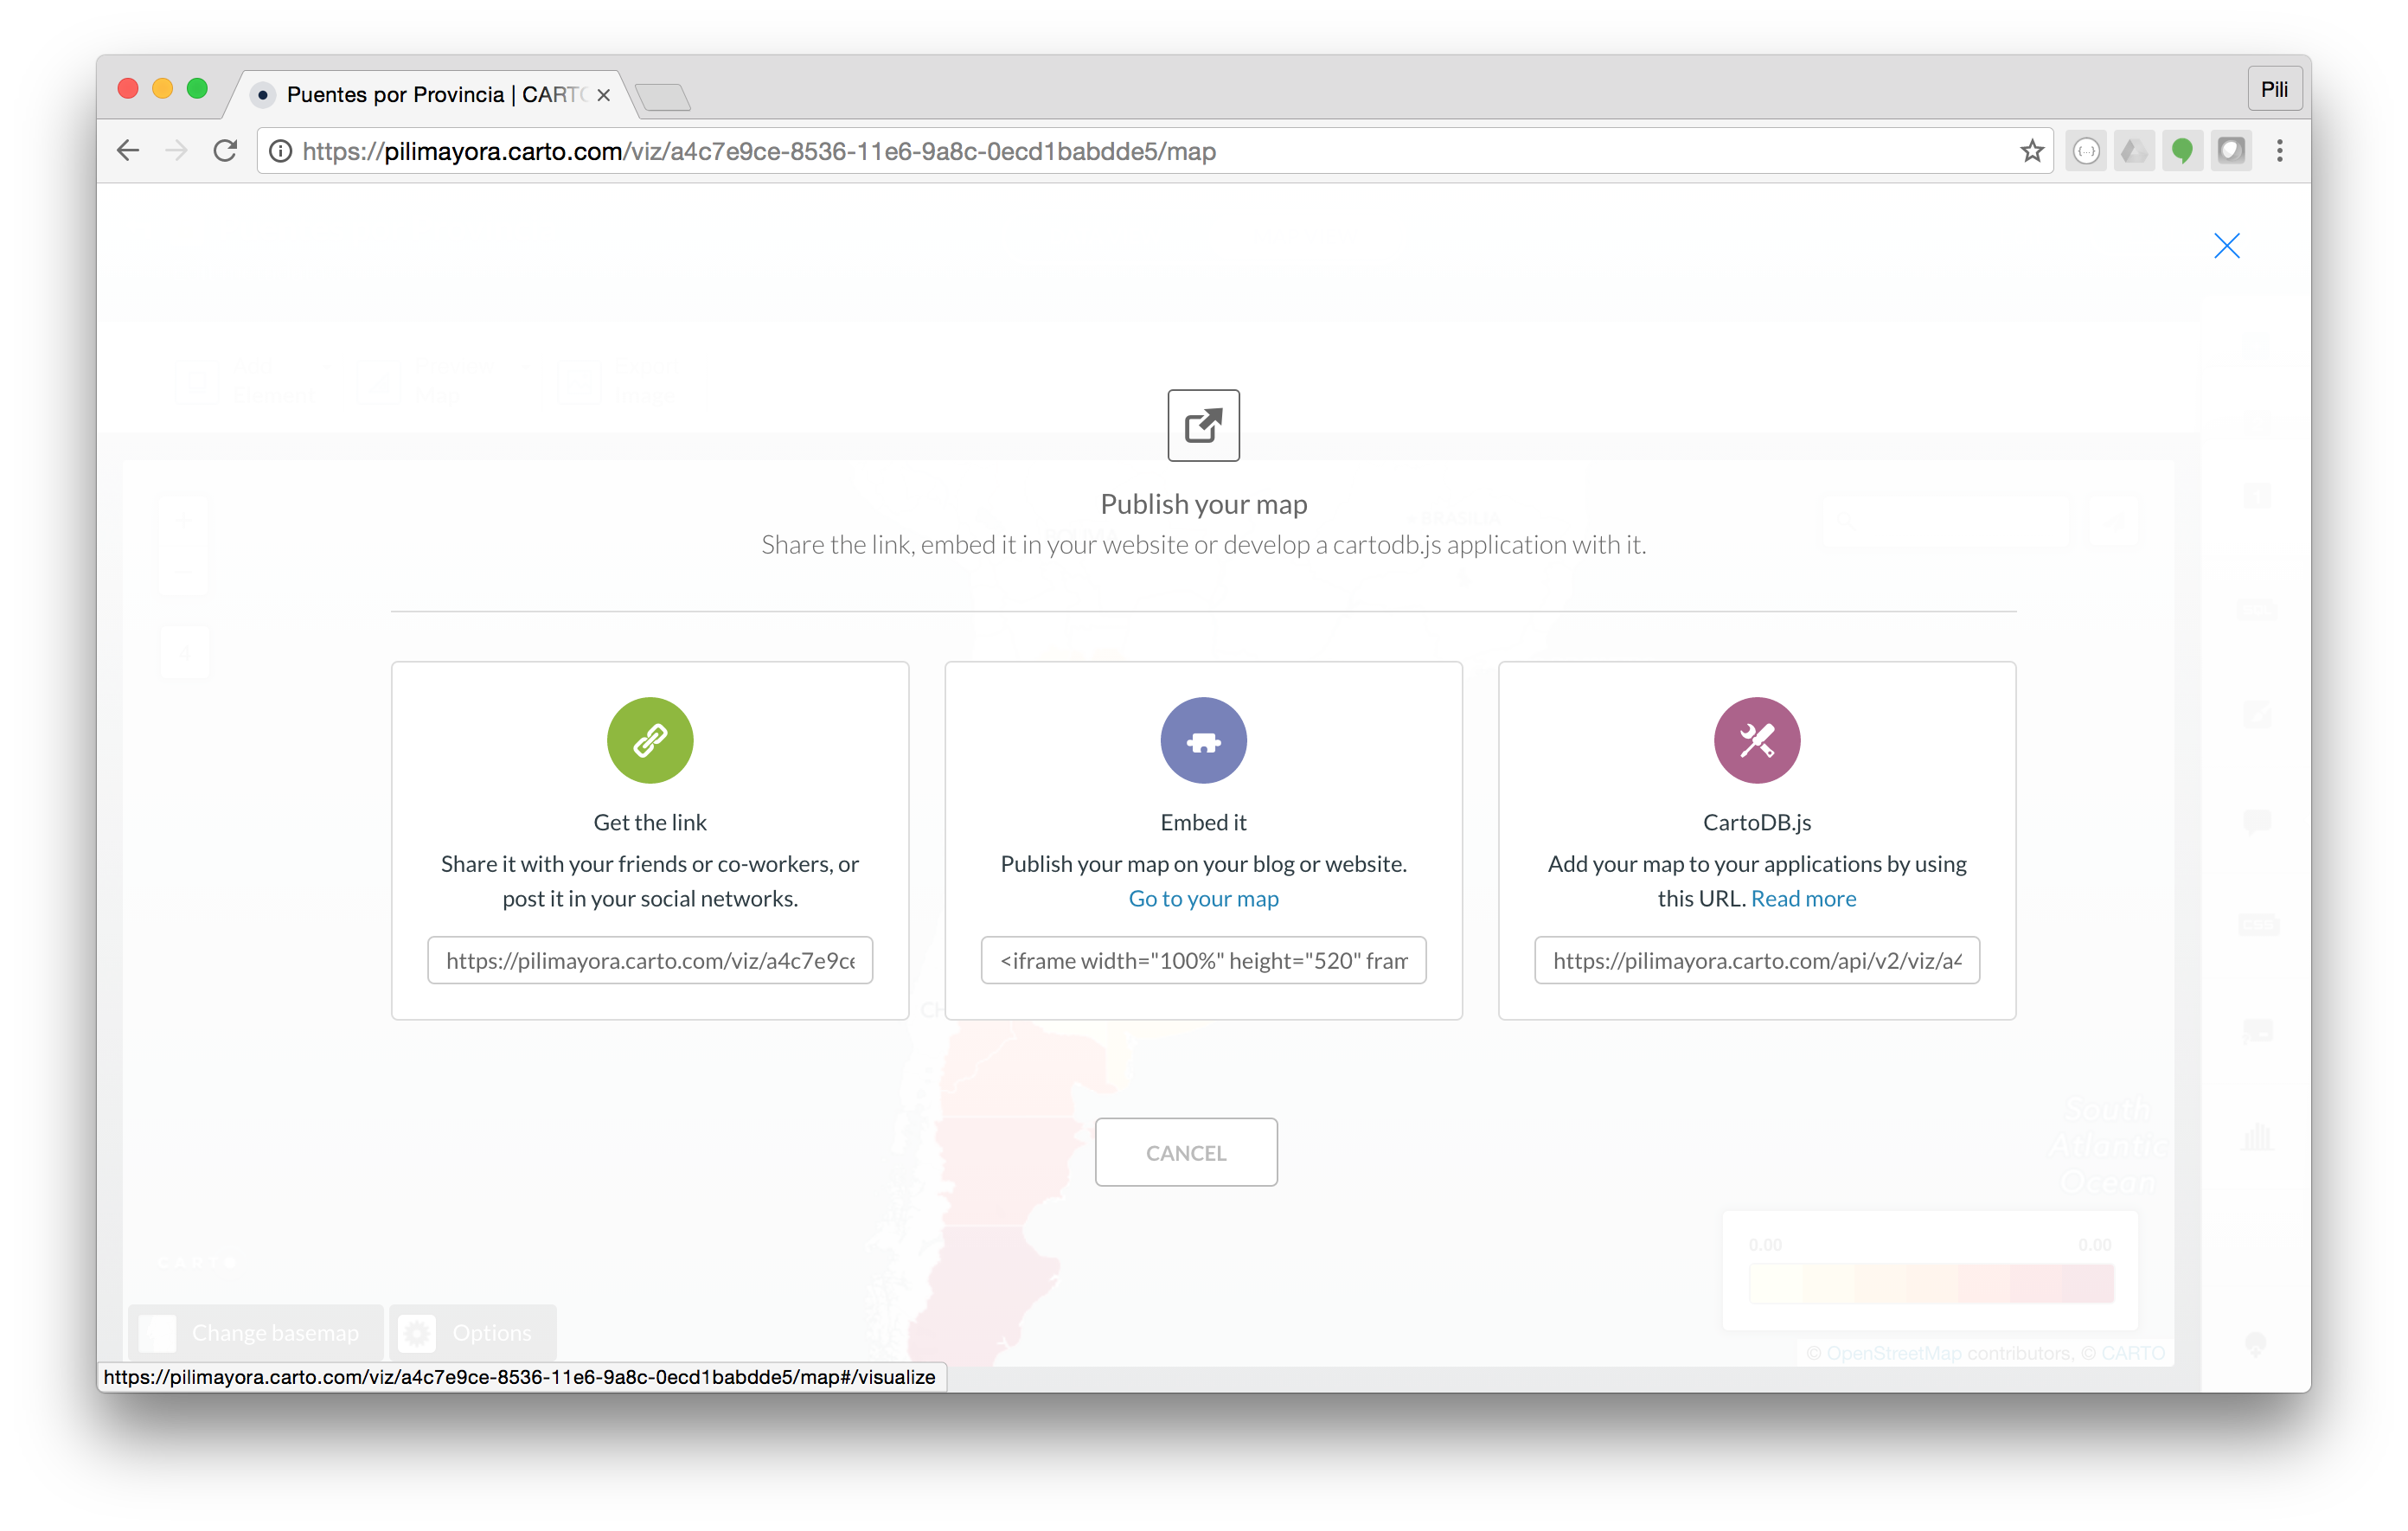 Puentes por Provincia | CARTO
Pili
https://pilimayora.carto.com/viz/a4c7e9ce-8536-11e6-9a8c-0ecd1babdde5/map
Publish your map
Share the link, embed it in your website or develop a cartodb.js application with it.
Get the link
Share it with your friends or co-workers, or
post it in your social networks.
https://pilimayora.carto.com/viz/a4c7e9ce
Embed it
Publish your map on your blog or website.
Go to your map
<iframe width="100%" height="520" fram
CartoDB.js
Add your map to your applications by using
this URL. Read more
https://pilimayora.carto.com/api/v2/viz/a4
CANCEL
South
Atlantic
Ocean
0.00 0.00
CARTO
Change basemap
Options
© OpenStreetMap contributors, © CARTO
https://pilimayora.carto.com/viz/a4c7e9ce-8536-11e6-9a8c-0ecd1babdde5/map#/visualize